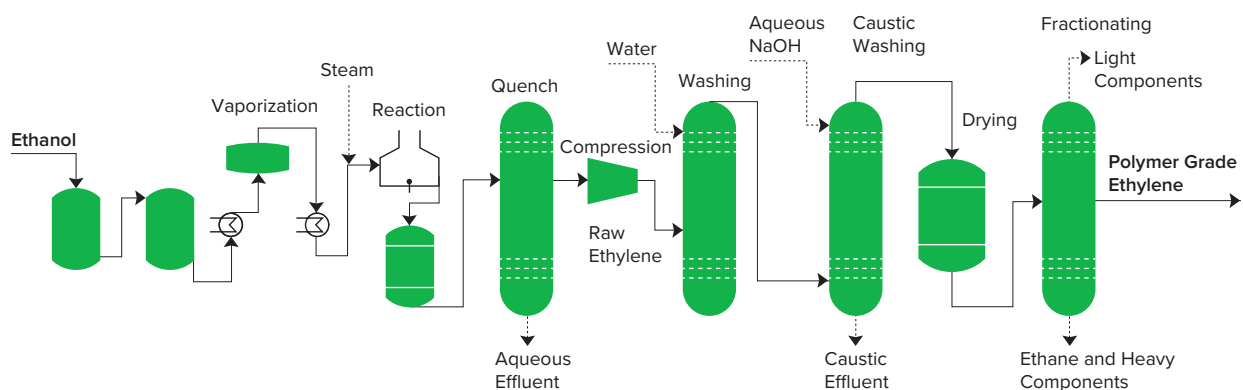 Ethanol
Vaporization
Steam
Reaction
Quench
Aqueous
Effluent
Compression
Raw
Ethylene
Water
Washing
Aqueous
NaOH
Caustic
Washing
Caustic
Effluent
Drying
Fractionating
Light
Components
Polymer Grade
Ethylene
Ethane and Heavy
Components